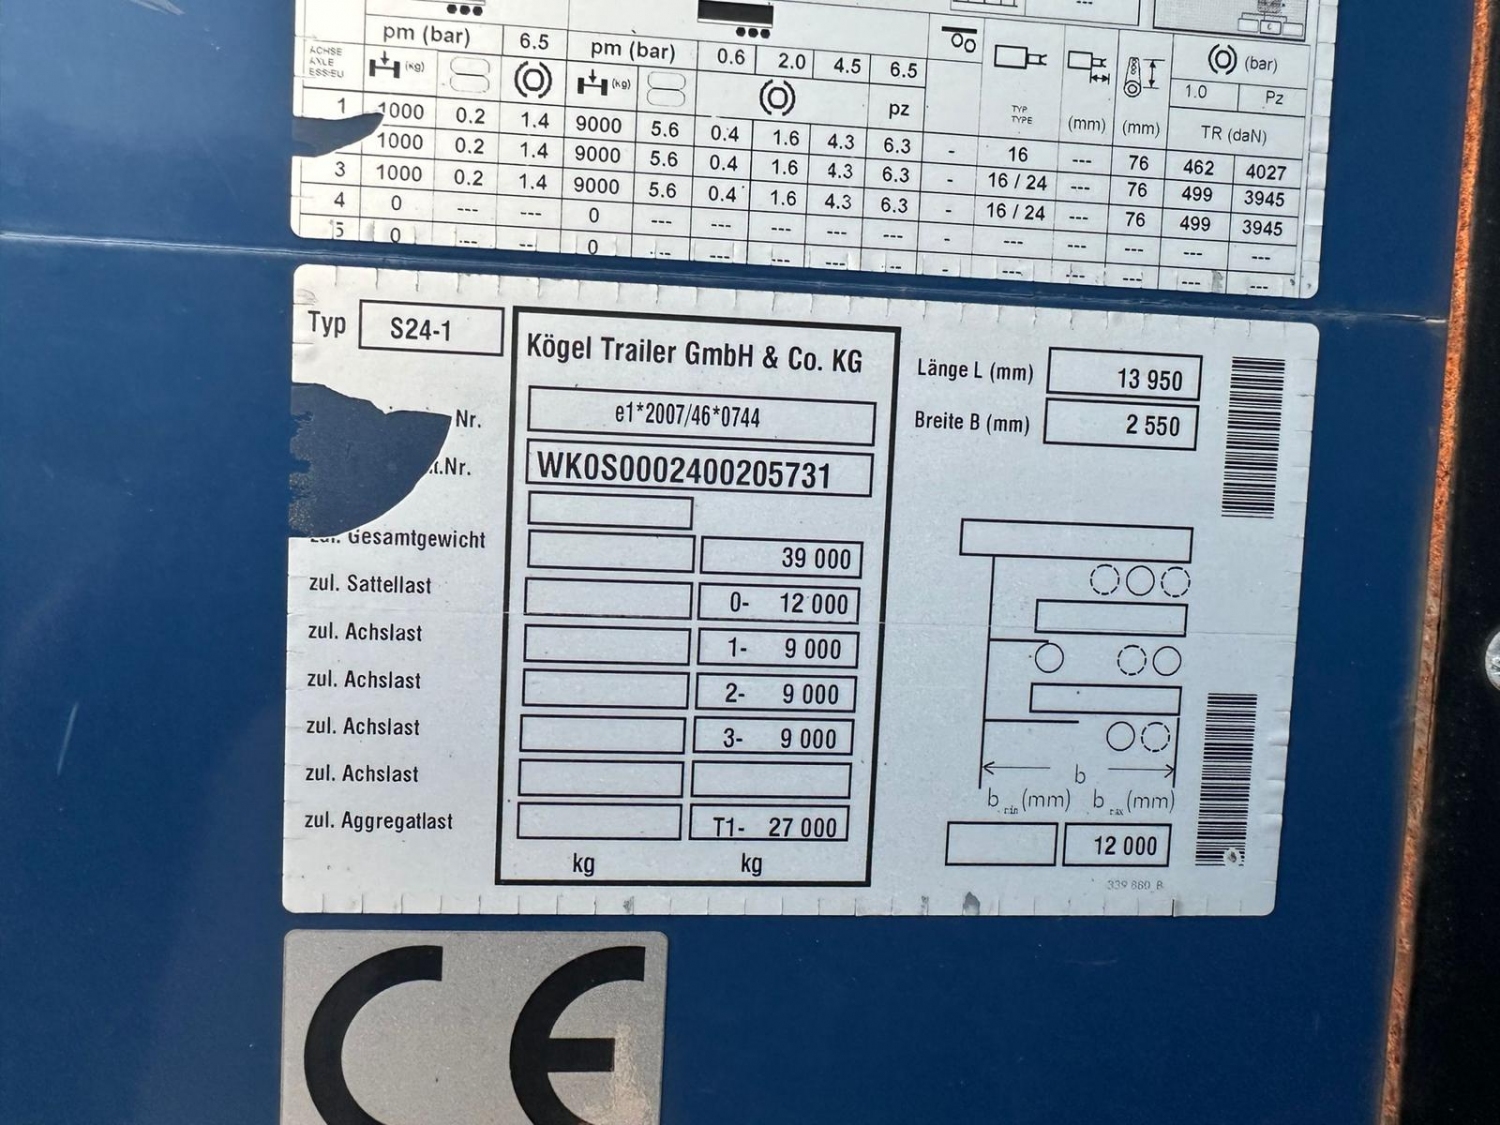 ---
pm (bar) 6.5 pm (bar) 0.6 2.0 4.5 6.5 (bar)
ACHSE
AXLE
ESSIEU
(kg) (kg) pz TYP TYPE (mm) (mm) 1.0 Pz
TR (daN)
1 1000 0.2 1.4 9000 5.6 0.4 1.6 4.3 6.3 - 16 --- 76 462 4027
1000 0.2 1.4 9000 5.6 0.4 1.6 4.3 6.3 - 16 / 24 --- 76 499 3945
3 1000 0.2 1.4 9000 5.6 0.4 1.6 4.3 6.3 - 16 / 24 --- 76 499 3945
4 0 --- --- 0 --- --- --- --- --- - --- --- --- --- ---
5 0 --- --- 0 --- --- --- --- --- - --- --- --- --- ---
Typ S24-1
Kögel Trailer GmbH & Co. KG
Nr. e1*2007/46*0744
.Nr. WK0S0002400205731
zul. Gesamtgewicht 39 000
zul. Sattellast 0- 12 000
zul. Achslast 1- 9 000
zul. Achslast 2- 9 000
zul. Achslast 3- 9 000
zul. Achslast
zul. Aggregatlast T1- 27 000
kg kg
Länge L (mm) 13 950
Breite B (mm) 2 550
b
b min (mm) b max (mm)
12 000
339 880 B
CE